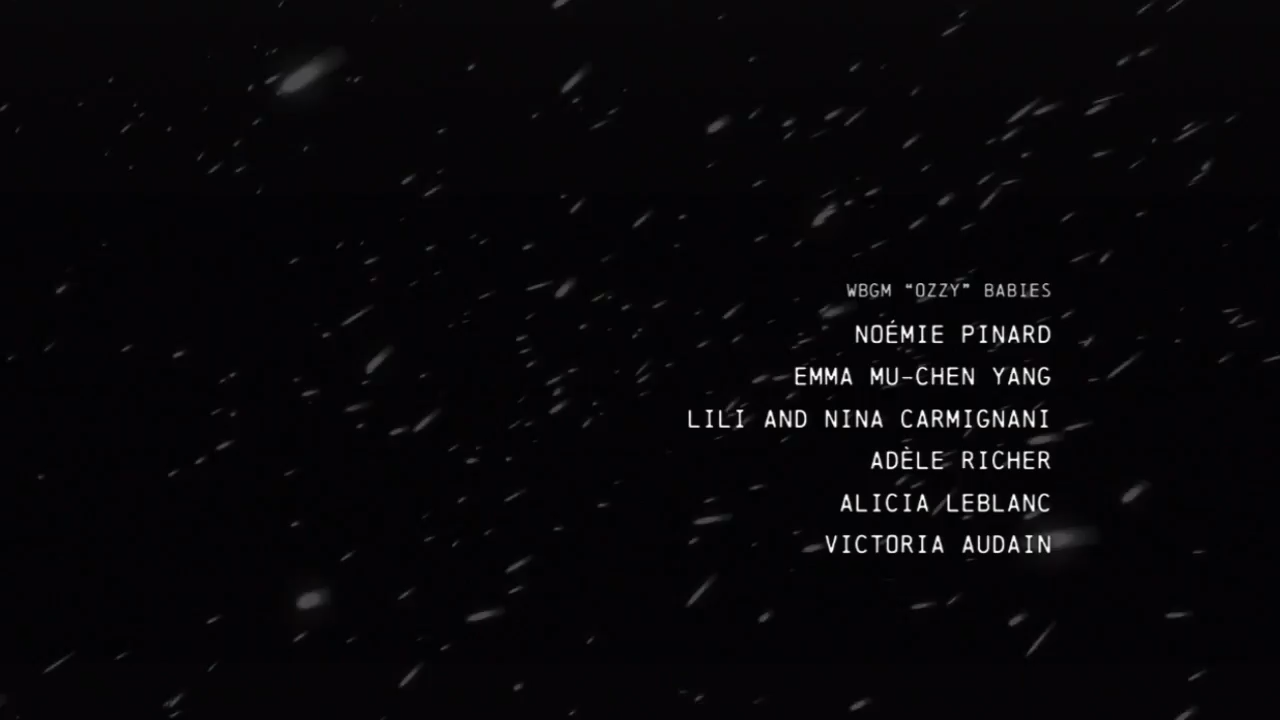 WBGM “OZZY” BABIES
NOÉMIE PINARD
EMMA MU-CHEN YANG
LILI AND NINA CARMIGNANI
ADÈLE RICHER
ALICIA LEBLANC
VICTORIA AUDAIN